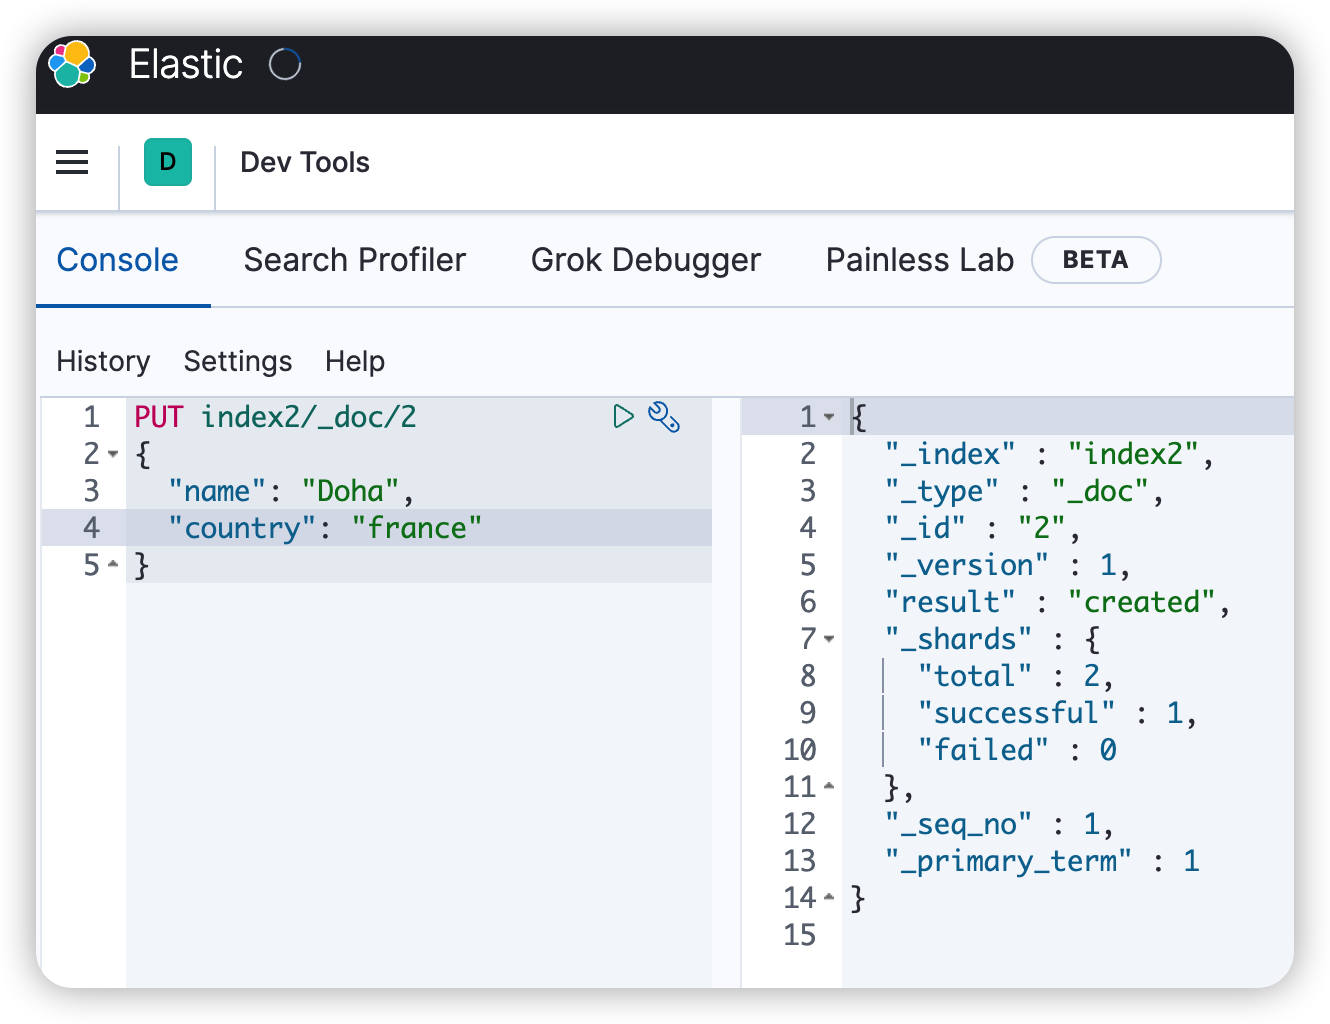 Elastic
D Dev Tools
Console Search Profiler Grok Debugger Painless Lab BETA
History Settings Help
1 PUT index2/_doc/2
2 {
3 "name": "Doha",
4 "country": "france"
5 }
1 {
2 "_index" : "index2",
3 "_type" : "_doc",
4 "_id" : "2",
5 "_version" : 1,
6 "result" : "created",
7 "_shards" : {
8 "total" : 2,
9 "successful" : 1,
10 "failed" : 0
11 },
12 "_seq_no" : 1,
13 "_primary_term" : 1
14 }
15